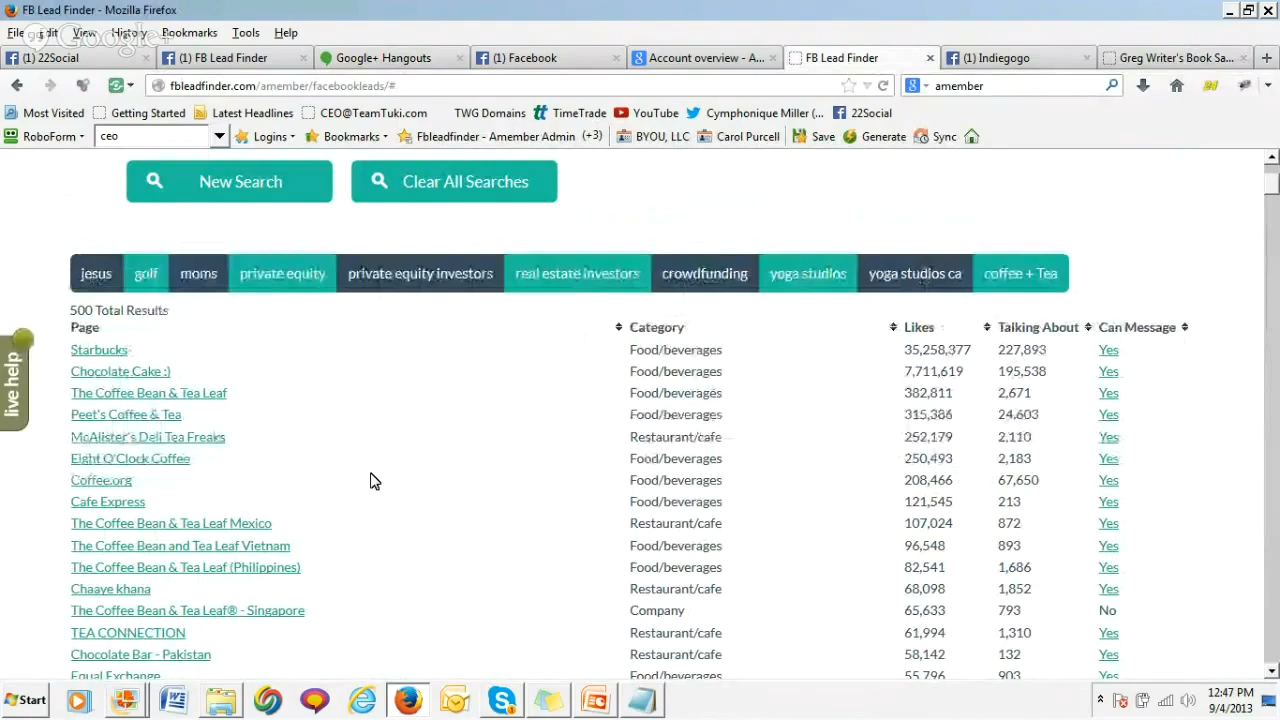 FB Lead Finder - Mozilla Firefox
File Edit View History Bookmarks Tools Help
Google+
(1) 22Social (1) FB Lead Finder Google+ Hangouts (1) Facebook Account overview - A... FB Lead Finder (1) Indiegogo Greg Writer's Book Sa...
fbleadfinder.com/amember/facebookleads/# amember
Most Visited Getting Started Latest Headlines CEO@TeamTuki.com TWG Domains TimeTrade YouTube Cymphonique Miller (... 22Social
RoboForm ceo Logins Bookmarks Fbleadfinder - Amember Admin (+3) BYOU, LLC Carol Purcell Save Generate Sync
New Search Clear All Searches
jesus golf moms private equity private equity investors real estate investors crowdfunding yoga studios yoga studios ca coffee + Tea
500 Total Results
Page Category Likes Talking About Can Message
Starbucks Food/beverages 35,258,377 227,893 Yes
Chocolate Cake :) Food/beverages 7,711,619 195,538 Yes
The Coffee Bean & Tea Leaf Food/beverages 382,811 2,671 Yes
Peet's Coffee & Tea Food/beverages 315,386 24,603 Yes
McAlister's Deli Tea Freaks Restaurant/cafe 252,179 2,110 Yes
Eight O'Clock Coffee Food/beverages 250,493 2,183 Yes
Coffee.org Food/beverages 208,466 67,650 Yes
Cafe Express Food/beverages 121,545 213 Yes
The Coffee Bean & Tea Leaf Mexico Restaurant/cafe 107,024 872 Yes
The Coffee Bean and Tea Leaf Vietnam Food/beverages 96,548 893 Yes
The Coffee Bean & Tea Leaf (Philippines) Food/beverages 82,541 1,686 Yes
Chaaye khana Restaurant/cafe 68,098 1,852 Yes
The Coffee Bean & Tea Leaf® - Singapore Company 65,633 793 No
TEA CONNECTION Restaurant/cafe 61,994 1,310 Yes
Chocolate Bar - Pakistan Restaurant/cafe 58,142 132 Yes
Equal Exchange Food/beverages 55,796 903 Yes
live help
Start 12:47 PM
9/4/2013